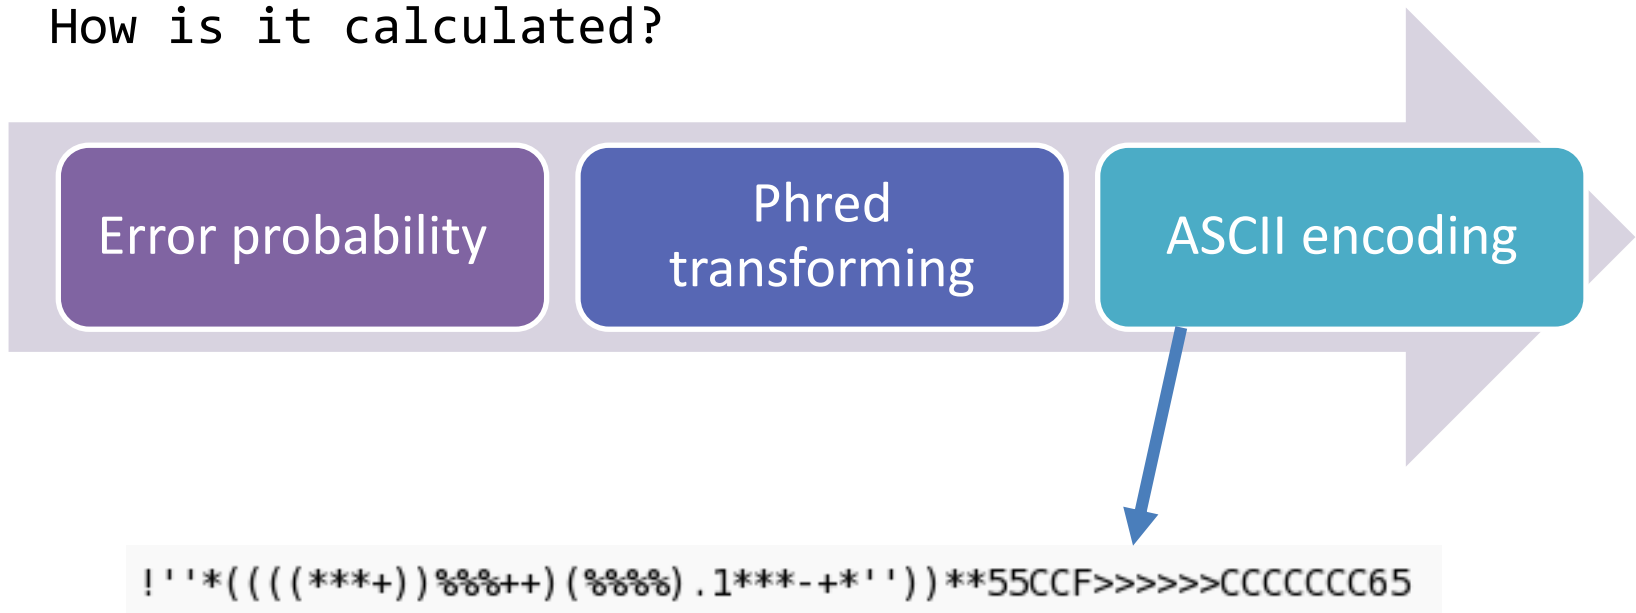 How is it calculated?
Error probability
Phred
transforming
ASCII encoding
!''*((((***+))%%%++)(%%%%).1***-+*''))**55CCF>>>>>>CCCCCCC65